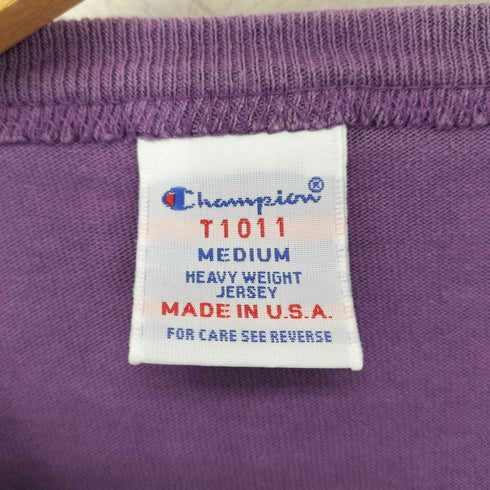 Champion®
T1011
MEDIUM
HEAVY WEIGHT
JERSEY
MADE IN U.S.A.
FOR CARE SEE REVERSE